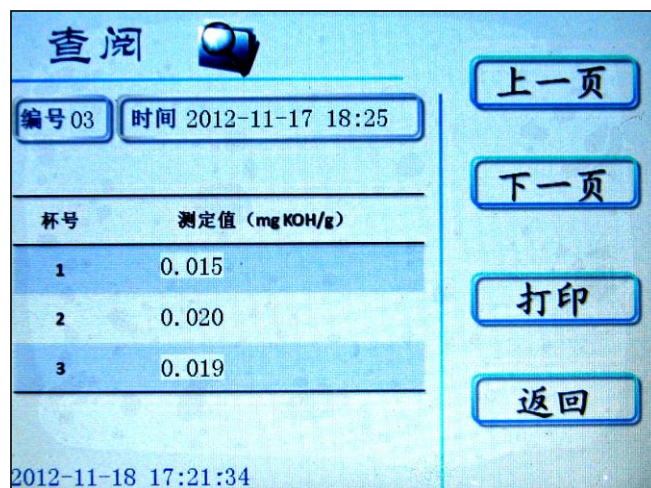 查阅
上一页
编号03 时间 2012-11-17 18:25
下一页
杯号 测定值（mg KOH/g）
1 0.015
2 0.020
打印
3 0.019
返回
2012-11-18 17:21:34